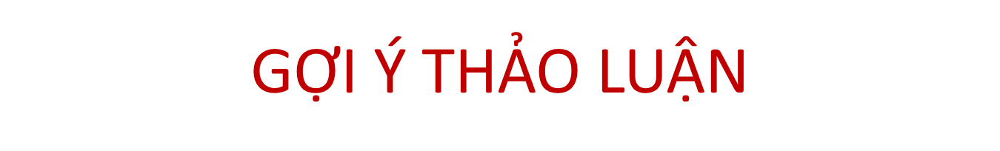 GỢI Ý THẢO LUẬN